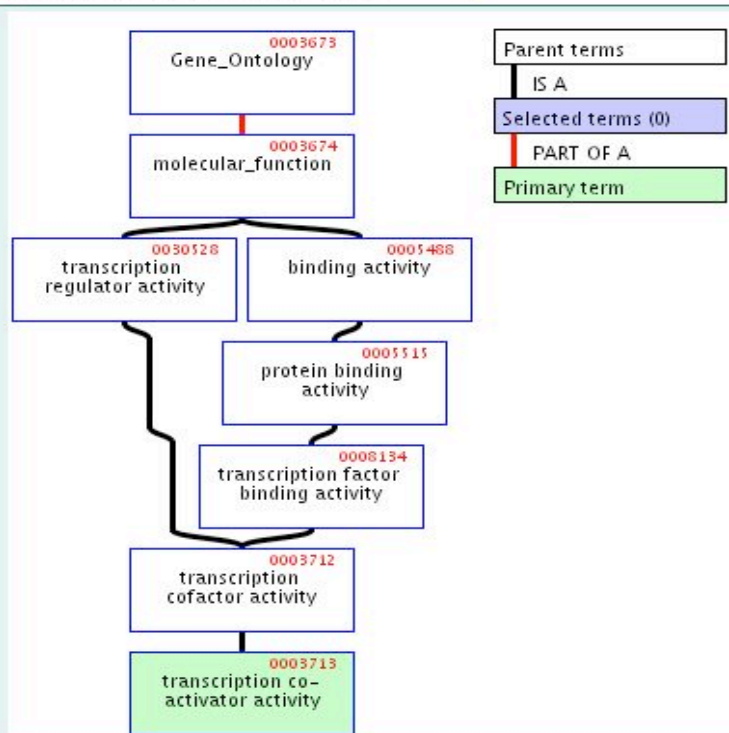 0003673
Gene_Ontology
0003674
molecular_function
0030528
transcription
regulator activity
0005488
binding activity
0005515
protein binding
activity
0008134
transcription factor
binding activity
0003712
transcription
cofactor activity
0003713
transcription co-
activator activity
Parent terms
IS A
Selected terms (0)
PART OF A
Primary term